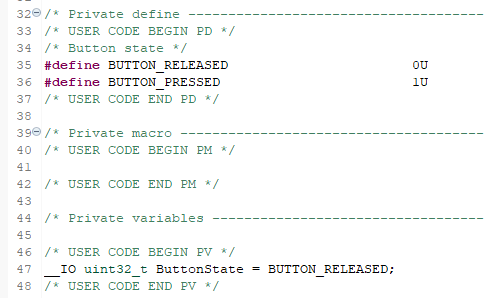 32 /* Private define ----------------------------------
33 /* USER CODE BEGIN PD */
34 /* Button state */
35 #define BUTTON_RELEASED                       0U
36 #define BUTTON_PRESSED                        1U
37 /* USER CODE END PD */
38
39 /* Private macro -----------------------------------
40 /* USER CODE BEGIN PM */
41
42 /* USER CODE END PM */
43
44 /* Private variables -------------------------------
45
46 /* USER CODE BEGIN PV */
47 __IO uint32_t ButtonState = BUTTON_RELEASED;
48 /* USER CODE END PV */